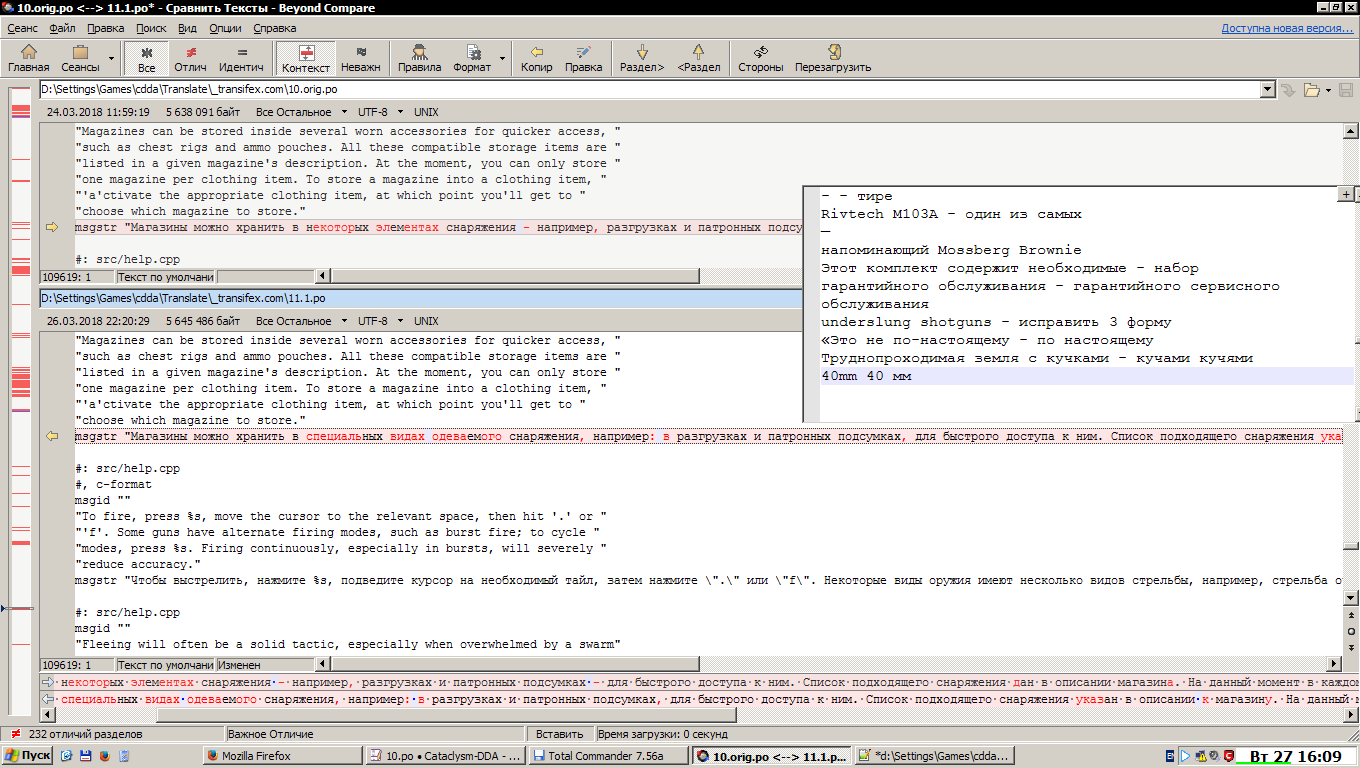 10.orig.po <--> 11.1.po* - Сравнить Тексты - Beyond Compare
Сеанс Файл Правка Поиск Вид Опции Справка
Доступна новая версия...
Главная Сеансы Все Отлич Идентич Контекст Неважн Правила Формат Копир Правка Раздел> <Раздел Стороны Перезагрузить
D:\Settings\Games\cdda\Translate\_transifex.com\10.orig.po
24.03.2018 11:59:19 5 638 091 байт Все Остальное UTF-8 UNIX
"Magazines can be stored inside several worn accessories for quicker access, "
"such as chest rigs and ammo pouches. All these compatible storage items are "
"listed in a given magazine's description. At the moment, you can only store "
"one magazine per clothing item. To store a magazine into a clothing item, "
"'a'ctivate the appropriate clothing item, at which point you'll get to "
"choose which magazine to store."
msgstr "Магазины можно хранить в некоторых элементах снаряжения - например, разгрузках и патронных подсу
#: src/help.cpp
109619: 1 Текст по умолчани
- - тире
Rivtech M103A - один из самых
—
напоминающий Mossberg Brownie
Этот комплект содержит необходимые - набор
гарантийного обслуживания - гарантийного сервисного
обслуживания
underslung shotguns - исправить 3 форму
«Это не по-настоящему - по настоящему
Труднопроходимая земля с кучками - кучами кучями
40mm 40 мм
D:\Settings\Games\cdda\Translate\_transifex.com\11.1.po
26.03.2018 22:20:29 5 645 486 байт Все Остальное UTF-8 UNIX
"Magazines can be stored inside several worn accessories for quicker access, "
"such as chest rigs and ammo pouches. All these compatible storage items are "
"listed in a given magazine's description. At the moment, you can only store "
"one magazine per clothing item. To store a magazine into a clothing item, "
"'a'ctivate the appropriate clothing item, at which point you'll get to "
"choose which magazine to store."
msgstr "Магазины можно хранить в специальных видах одеваемого снаряжения, например: в разгрузках и патронных подсумках, для быстрого доступа к ним. Список подходящего снаряжения ука
#: src/help.cpp
#, c-format
msgid ""
"To fire, press %s, move the cursor to the relevant space, then hit '.' or "
"'f'. Some guns have alternate firing modes, such as burst fire; to cycle "
"modes, press %s. Firing continuously, especially in bursts, will severely "
"reduce accuracy."
msgstr "Чтобы выстрелить, нажмите %s, подведите курсор на необходимый тайл, затем нажмите \".\" или \"f\". Некоторые виды оружия имеют несколько видов стрельбы, например, стрельба о
#: src/help.cpp
msgid ""
"Fleeing will often be a solid tactic, especially when overwhelmed by a swarm"
109619: 1 Текст по умолчани Изменен
некоторых элементах снаряжения - например, разгрузках и патронных подсумках - для быстрого доступа к ним. Список подходящего снаряжения дан в описании магазина. На данный момент в каждом
специальных видах одеваемого снаряжения, например: в разгрузках и патронных подсумках, для быстрого доступа к ним. Список подходящего снаряжения указан в описании к магазину. На данный м
232 отличий разделов Важное Отличие Вставить Время загрузки: 0 секунд
Пуск Mozilla Firefox 10.po • Cataclysm-DDA - ... Total Commander 7.56a 10.orig.po <--> 11.1.p... *d:\Settings\Games\cdda... Вт 27 16:09